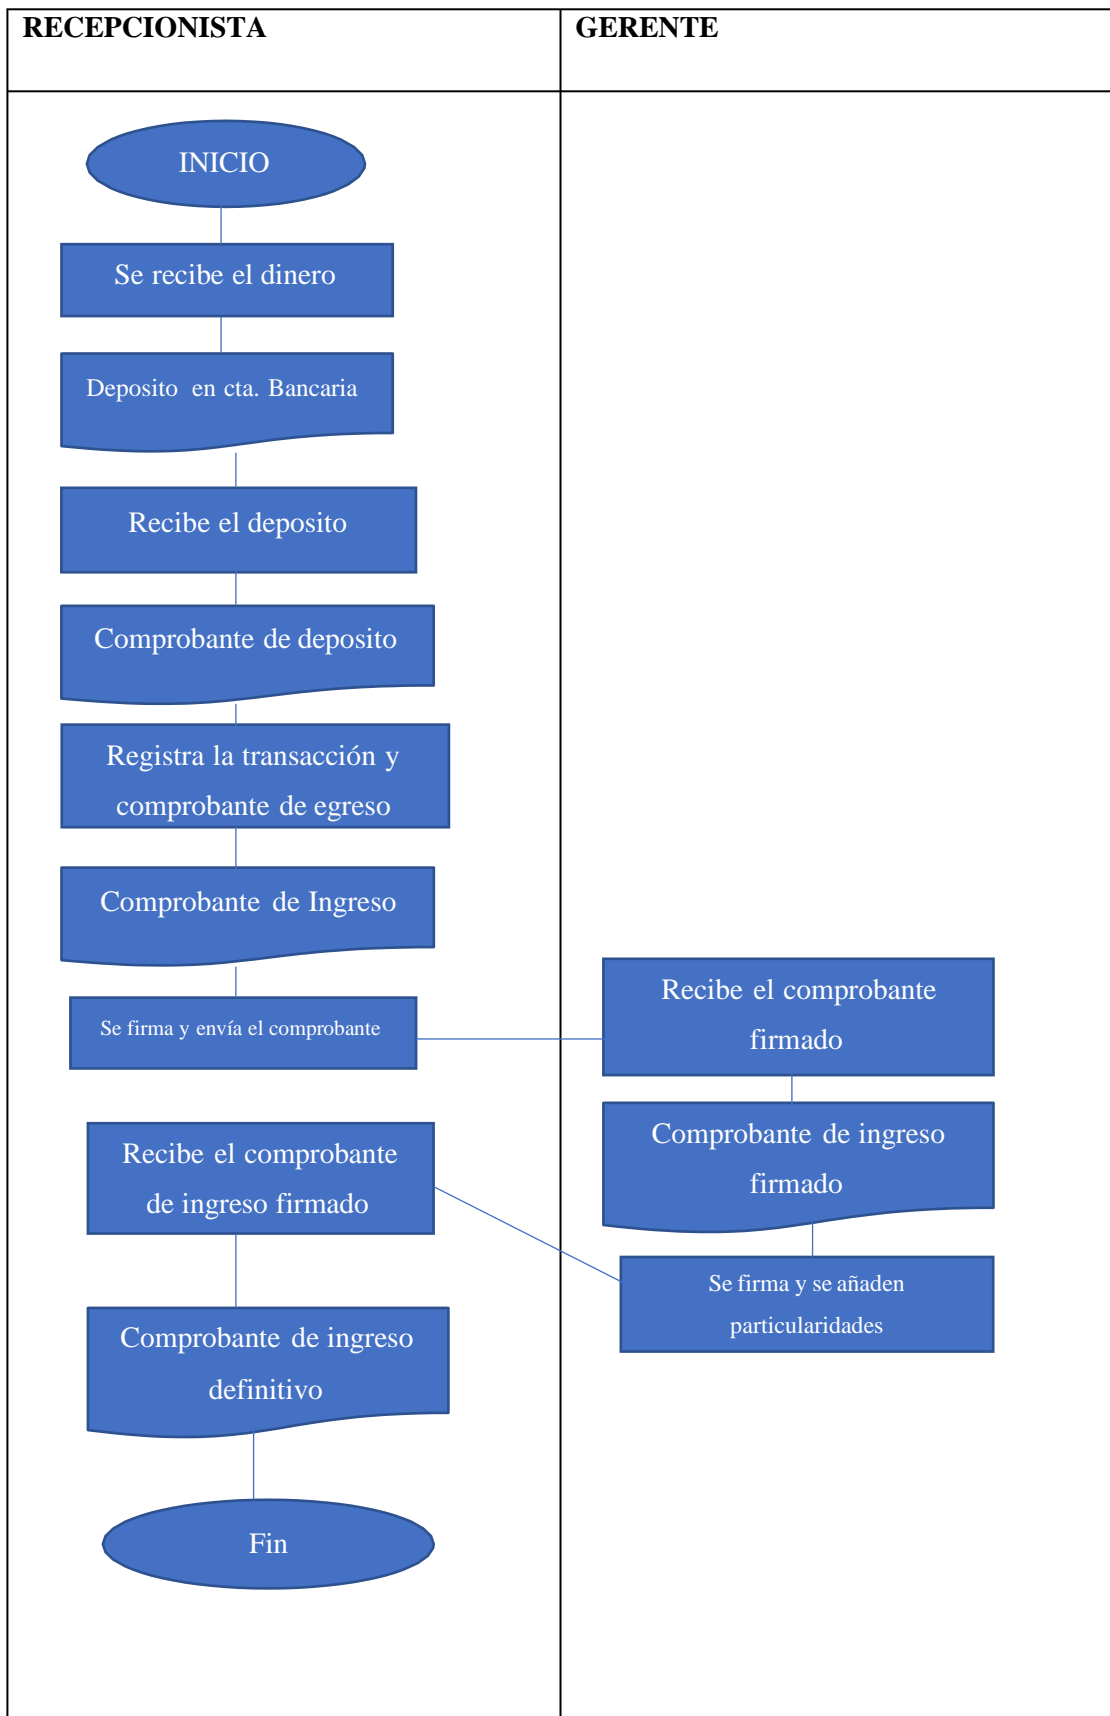 RECEPCIONISTA
GERENTE
INICIO
Se recibe el dinero
Deposito en cta. Bancaria
Recibe el deposito
Comprobante de deposito
Registra la transacción y
comprobante de egreso
Comprobante de Ingreso
Se firma y envía el comprobante
Recibe el comprobante
firmado
Comprobante de ingreso
firmado
Se firma y se añaden
particularidades
Recibe el comprobante
de ingreso firmado
Comprobante de ingreso
definitivo
Fin